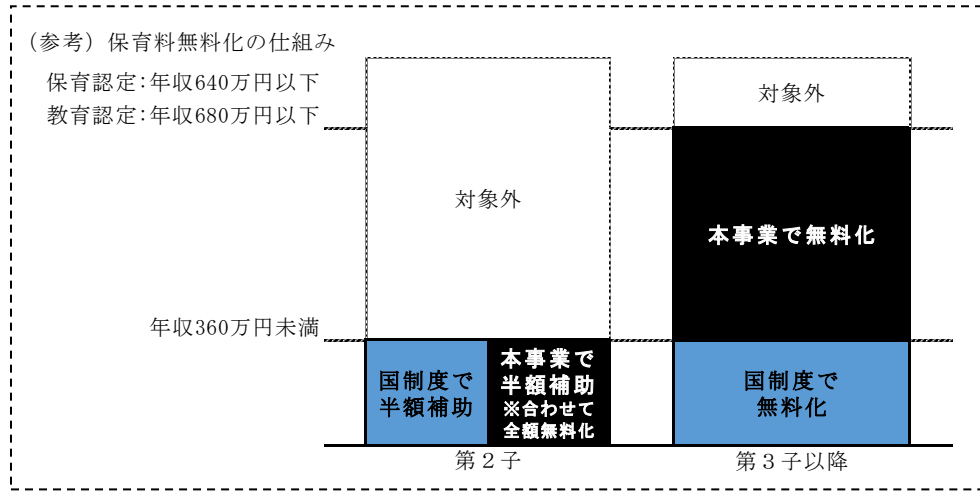 (参考) 保育料無料化の仕組み
保育認定:年収640万円以下
教育認定:年収680万円以下
対象外
対象外
本事業で無料化
年収360万円未満
国制度で
半額補助
本事業で
半額補助
※合わせて
全額無料化
国制度で
無料化
第2子
第3子以降